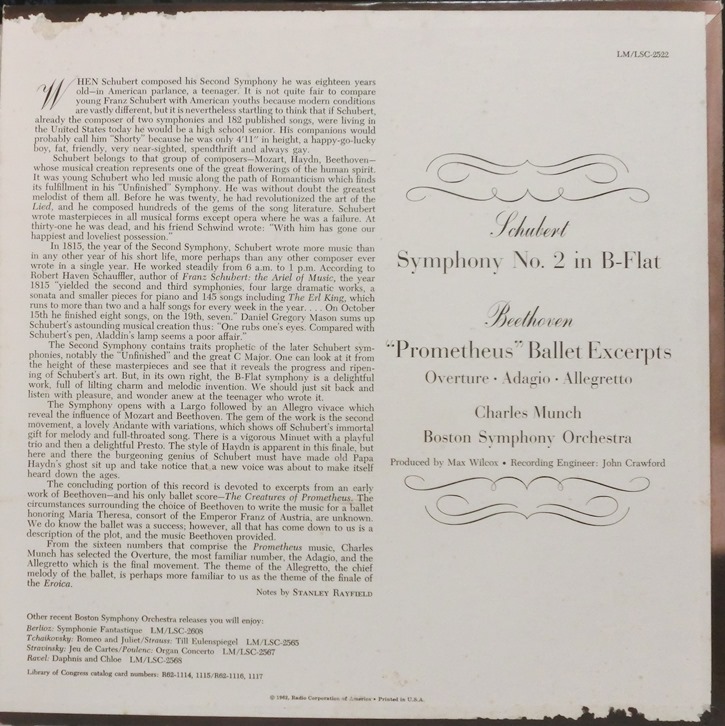 LM/LSC-2522
WHEN Schubert composed his Second Symphony he was eighteen years
old—in American parlance, a teenager. It is not quite fair to compare
young Franz Schubert with American youths because modern conditions
are vastly different, but it is nevertheless startling to think that if Schubert,
already the composer of two symphonies and 182 published songs, were living in
the United States today he would be a high school senior. His companions would
probably call him "Shorty" because he was only 4'11" in height, a happy-go-lucky
boy, fat, friendly, very near-sighted, spendthrift and always gay.
Schubert belongs to that group of composers—Mozart, Haydn, Beethoven—
whose musical creation represents one of the great flowerings of the human spirit.
It was young Schubert who led music along the path of Romanticism which finds
its fulfillment in his "Unfinished" Symphony. He was without doubt the greatest
melodist of them all. Before he was twenty, he had revolutionized the art of the
Lied, and he composed hundreds of the gems of the song literature. Schubert
wrote masterpieces in all musical forms except opera where he was a failure. At
thirty-one he was dead, and his friend Schwind wrote: "With him has gone our
happiest and loveliest possession."
In 1815, the year of the Second Symphony, Schubert wrote more music than
in any other year of his short life, more perhaps than any other composer ever
wrote in a single year. He worked steadily from 6 a.m. to 1 p.m. According to
Robert Haven Schauffler, author of Franz Schubert: the Ariel of Music, the year
1815 "yielded the second and third symphonies, four large dramatic works, a
sonata and smaller pieces for piano and 145 songs including The Erl King, which
runs to more than two and a half songs for every week in the year. . . . On October
15th he finished eight songs, on the 19th, seven." Daniel Gregory Mason sums up
Schubert's astounding musical creation thus: "One rubs one's eyes. Compared with
Schubert's pen, Aladdin's lamp seems a poor affair."
The Second Symphony contains traits prophetic of the later Schubert sym-
phonies, notably the "Unfinished" and the great C Major. One can look at it from
the height of these masterpieces and see that it reveals the progress and ripen-
ing of Schubert's art. But, in its own right, the B-Flat symphony is a delightful
work, full of lilting charm and melodic invention. We should just sit back and
listen with pleasure, and wonder anew at the teenager who wrote it.
The Symphony opens with a Largo followed by an Allegro vivace which
reveal the influence of Mozart and Beethoven. The gem of the work is the second
movement, a lovely Andante with variations, which shows off Schubert's immortal
gift for melody and full-throated song. There is a vigorous Minuet with a playful
trio and then a delightful Presto. The style of Haydn is apparent in this finale, but
here and there the burgeoning genius of Schubert must have made old Papa
Haydn's ghost sit up and take notice that a new voice was about to make itself
heard down the ages.
The concluding portion of this record is devoted to excerpts from an early
work of Beethoven—and his only ballet score—The Creatures of Prometheus. The
circumstances surrounding the choice of Beethoven to write the music for a ballet
honoring Maria Theresa, consort of the Emperor Franz of Austria, are unknown.
We do know the ballet was a success; however, all that has come down to us is a
description of the plot, and the music Beethoven provided.
From the sixteen numbers that comprise the Prometheus music, Charles
Munch has selected the Overture, the most familiar number, the Adagio, and the
Allegretto which is the final movement. The theme of the Allegretto, the chief
melody of the ballet, is perhaps more familiar to us as the theme of the finale of
the Eroica.
Notes by STANLEY RAYFIELD
Other recent Boston Symphony Orchestra releases you will enjoy:
Berlioz: Symphonie Fantastique LM/LSC-2608
Tchaikovsky: Romeo and Juliet/Strauss: Till Eulenspiegel LM/LSC-2565
Stravinsky: Jeu de Cartes/Poulenc: Organ Concerto LM/LSC-2567
Ravel: Daphnis and Chloe LM/LSC-2568
Library of Congress catalog card numbers: R62-1114, 1115/R62-1116, 1117
Schubert
Symphony No. 2 in B-Flat
Beethoven
"Prometheus" Ballet Excerpts
Overture • Adagio • Allegretto
Charles Munch
Boston Symphony Orchestra
Produced by Max Wilcox • Recording Engineer: John Crawford
© 1962, Radio Corporation of America • Printed in U.S.A.